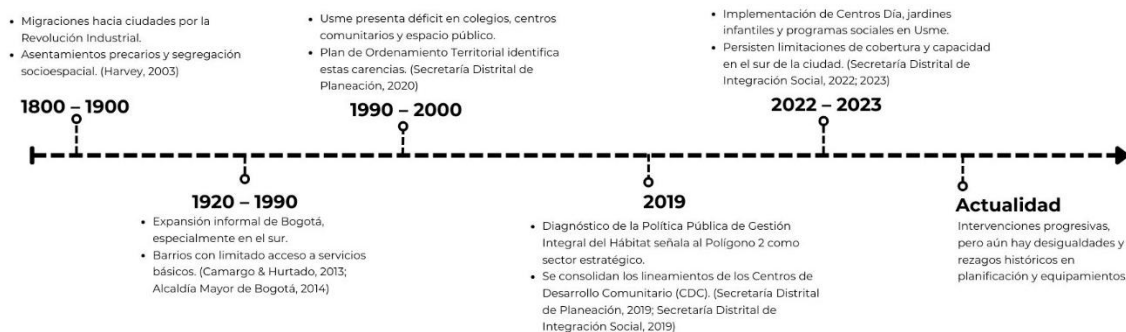 • Migraciones hacia ciudades por la
Revolución Industrial.
• Asentamientos precarios y segregación
socioespacial. (Harvey, 2003)
1800 – 1900
1920 – 1990
• Expansión informal de Bogotá,
especialmente en el sur.
• Barrios con limitado acceso a servicios
básicos. (Camargo & Hurtado, 2013;
Alcaldía Mayor de Bogotá, 2014)
• Usme presenta déficit en colegios, centros
comunitarios y espacio público.
• Plan de Ordenamiento Territorial identifica
estas carencias. (Secretaría Distrital de
Planeación, 2020)
1990 – 2000
2019
• Diagnóstico de la Política Pública de Gestión
Integral del Hábitat señala al Polígono 2 como
sector estratégico.
• Se consolidan los lineamientos de los Centros de
Desarrollo Comunitario (CDC). (Secretaría Distrital
de Planeación, 2019; Secretaría Distrital de
Integración Social, 2019)
• Implementación de Centros Día, jardines
infantiles y programas sociales en Usme.
• Persisten limitaciones de cobertura y capacidad
en el sur de la ciudad. (Secretaría Distrital de
Integración Social, 2022; 2023)
2022 – 2023
Actualidad
Intervenciones progresivas,
pero aún hay desigualdades y
rezagos históricos en
planificación y equipamientos